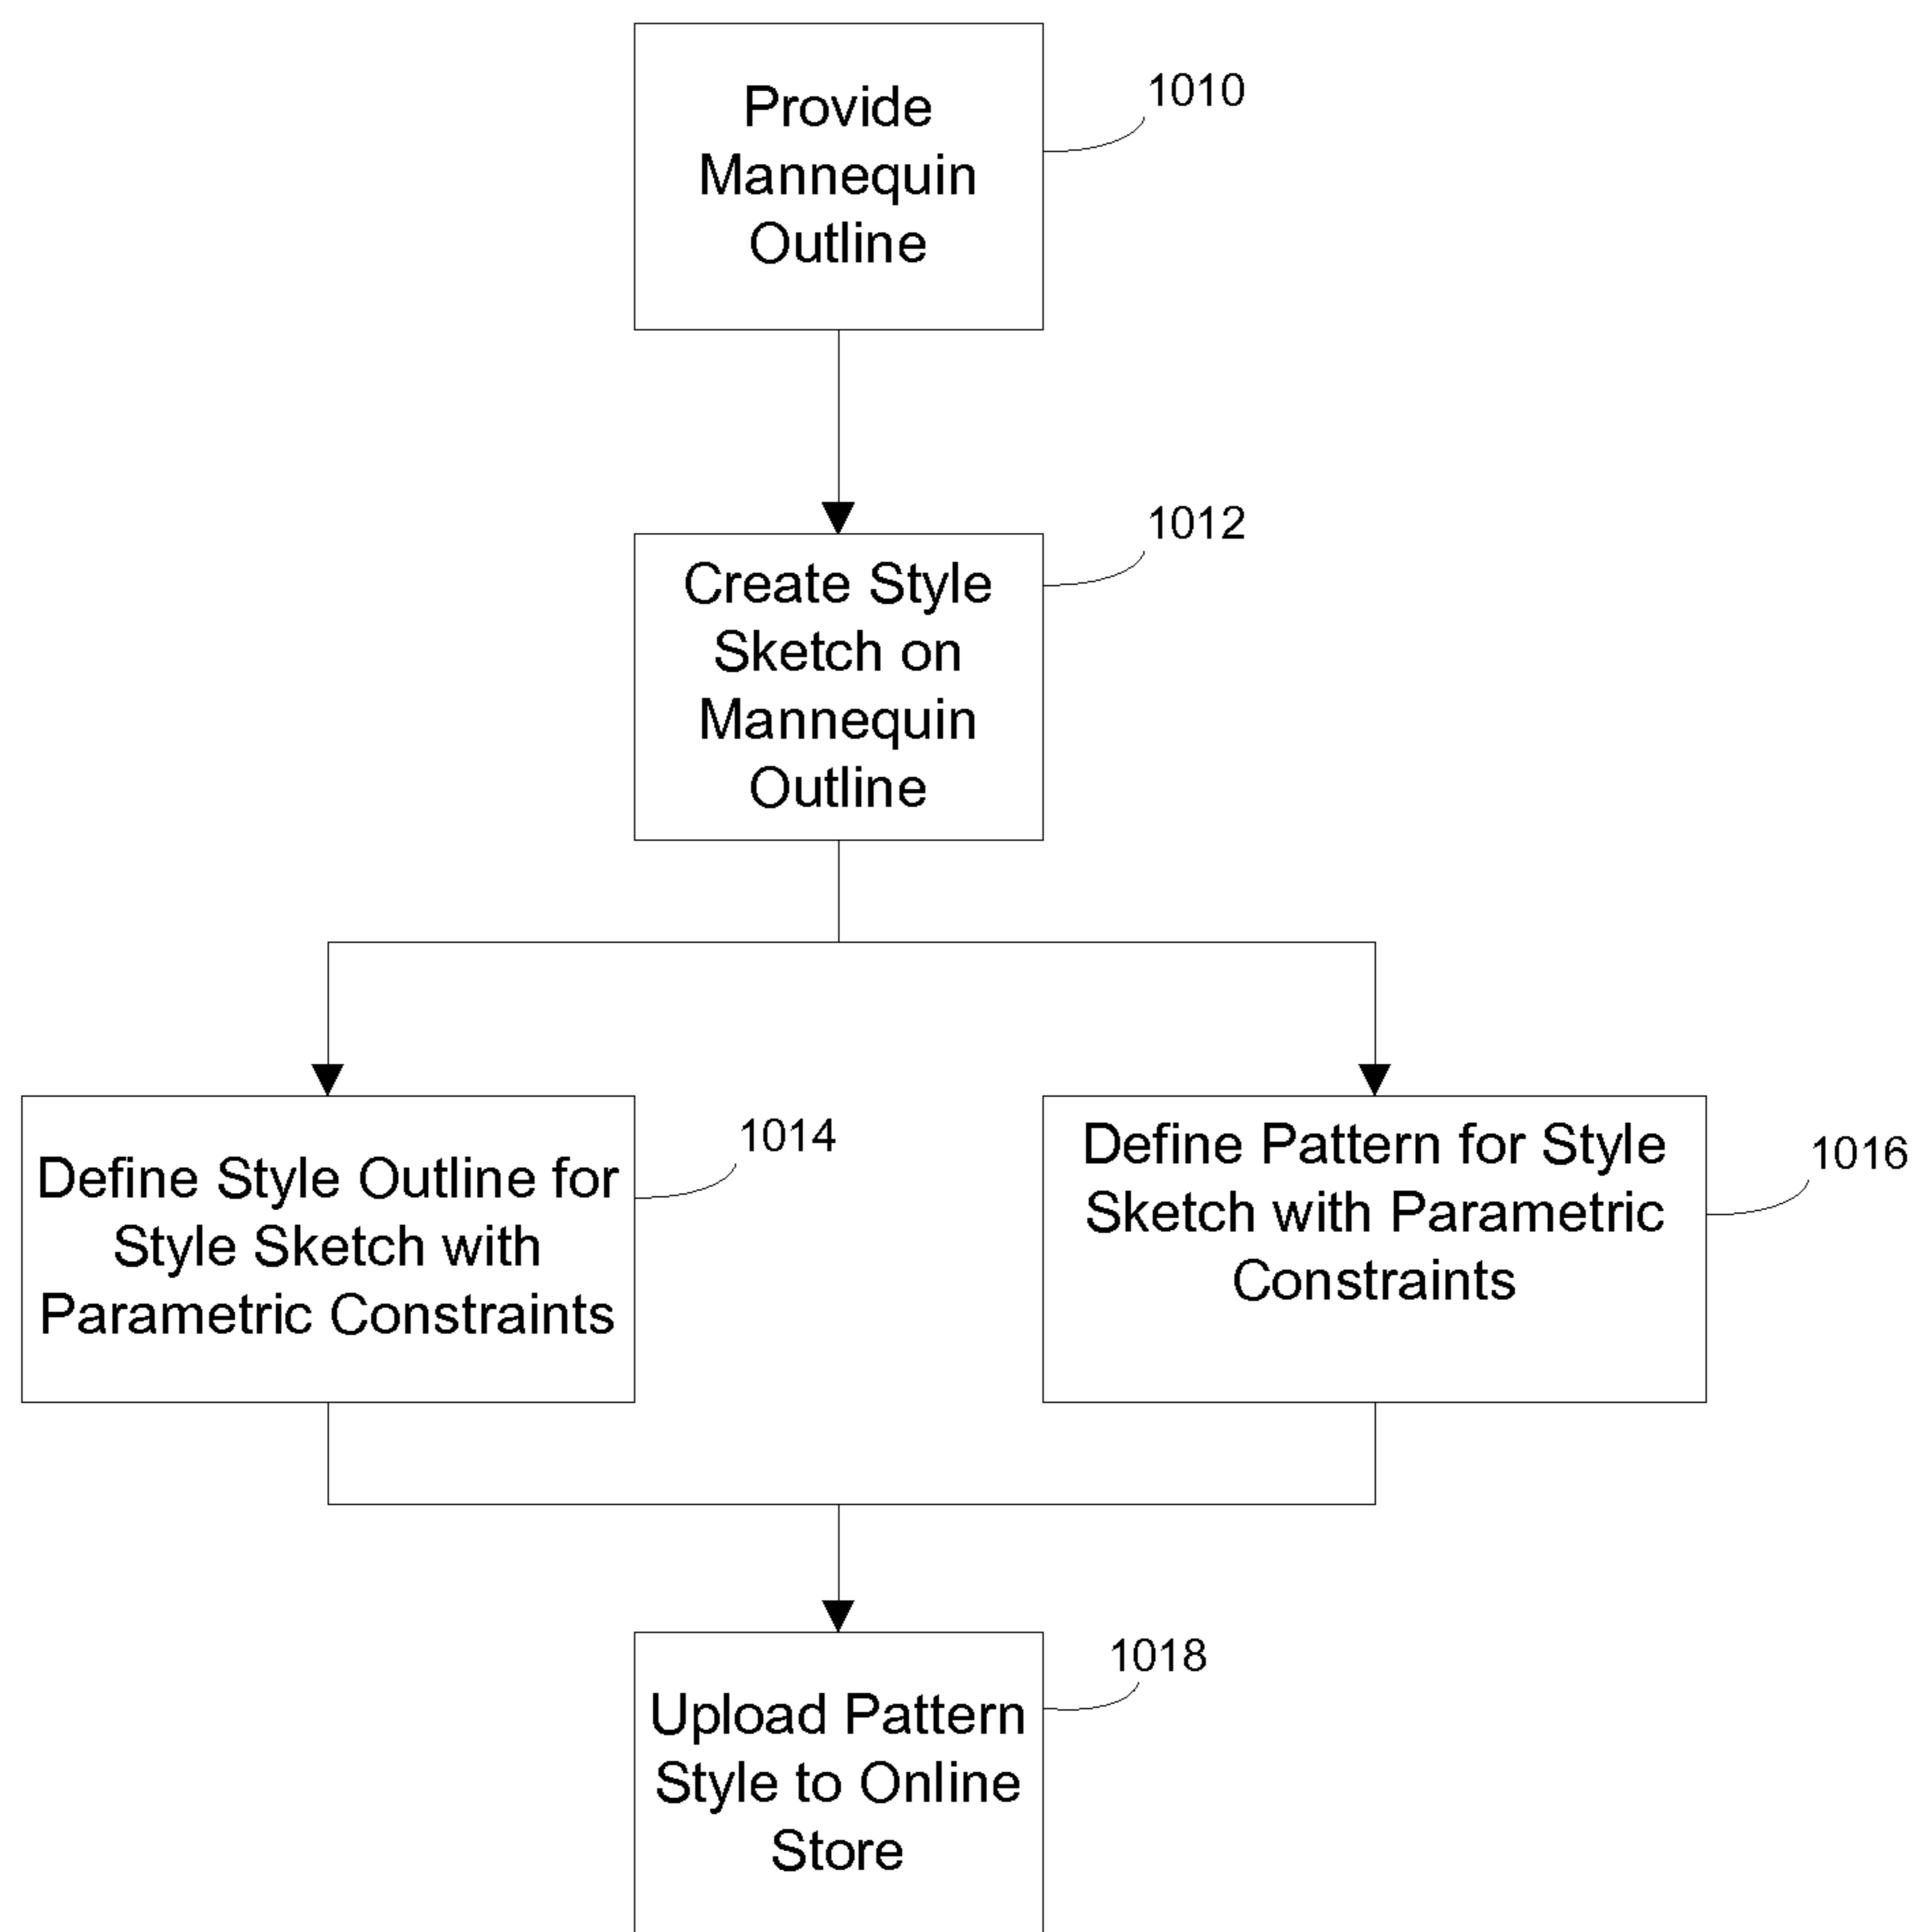 Provide
Mannequin
Outline
1010
Create Style
Sketch on
Mannequin
Outline
1012
Define Style Outline for
Style Sketch with
Parametric Constraints
1014
Define Pattern for Style
Sketch with Parametric
Constraints
1016
Upload Pattern
Style to Online
Store
1018